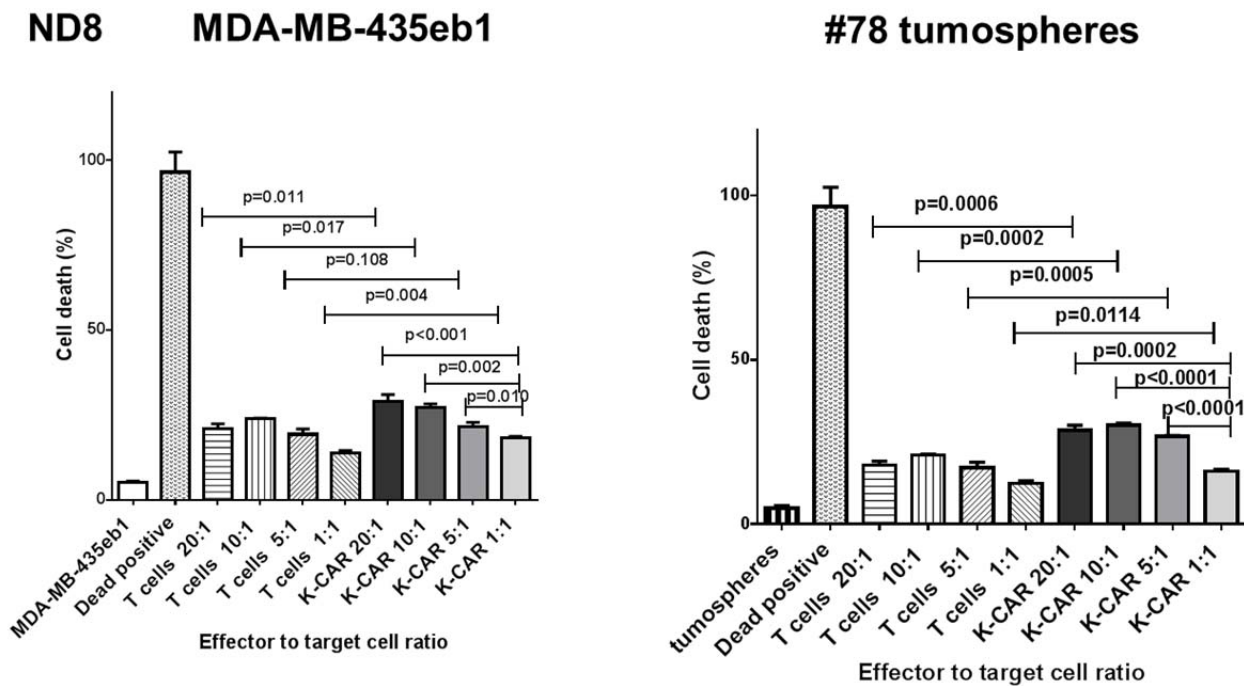 ND8
MDA-MB-435eb1
Cell death (%)
100
50
0
p=0.011
p=0.017
p=0.108
p=0.004
p<0.001
p=0.002
p=0.010
MDA-MB-435eb1
Dead positive
T cells 20:1
T cells 10:1
T cells 5:1
T cells 1:1
K-CAR 20:1
K-CAR 10:1
K-CAR 5:1
K-CAR 1:1
Effector to target cell ratio
#78 tumospheres
Cell death (%)
100
50
0
p=0.0006
p=0.0002
p=0.0005
p=0.0114
p=0.0002
p<0.0001
p<0.0001
tumospheres
Dead positive
T cells 20:1
T cells 10:1
T cells 5:1
T cells 1:1
K-CAR 20:1
K-CAR 10:1
K-CAR 5:1
K-CAR 1:1
Effector to target cell ratio